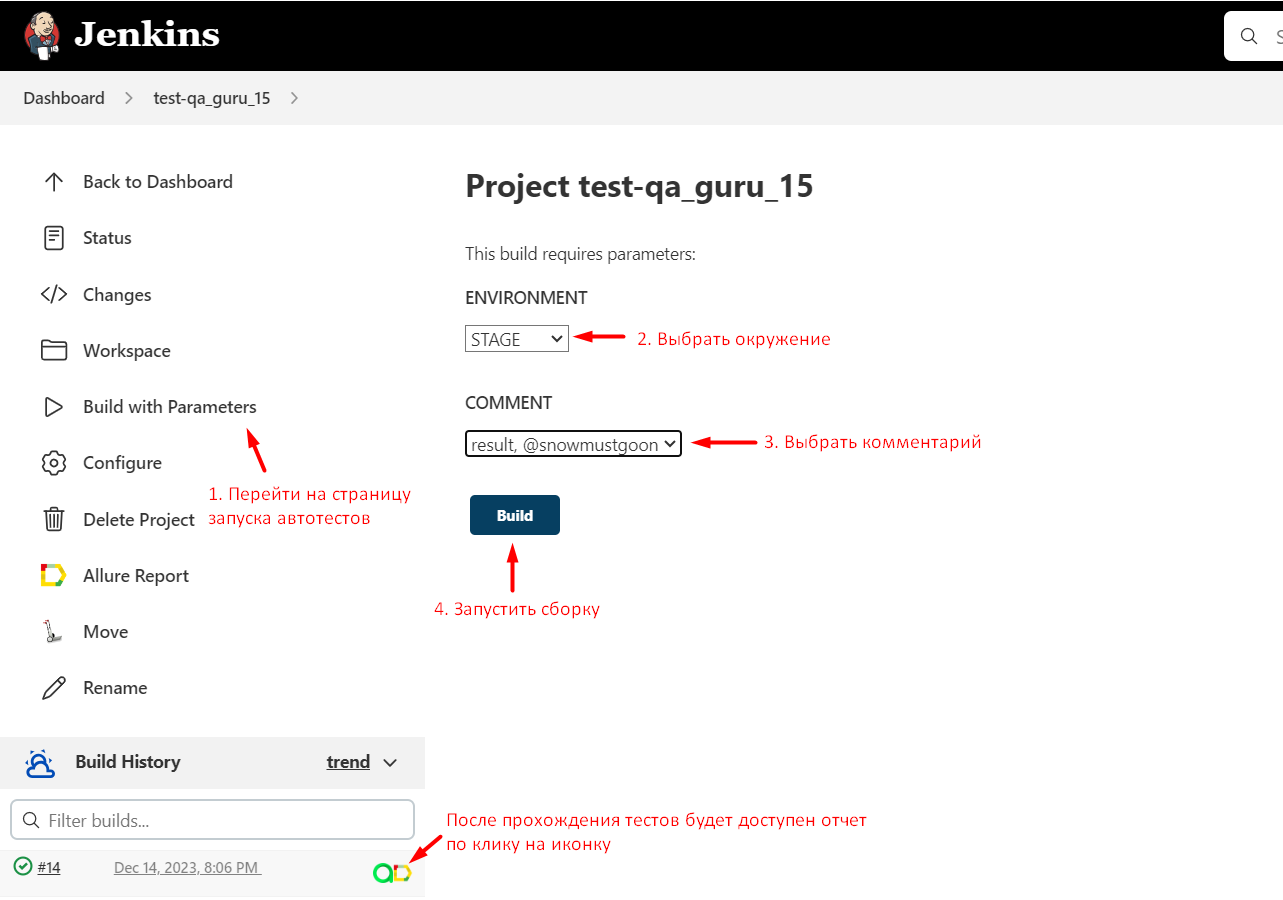 Jenkins
S
Dashboard
test-qa_guru_15
Back to Dashboard
Status
Changes
Workspace
Build with Parameters
1. Перейти на страницу
запуска автотестов
Configure
Delete Project
Allure Report
Move
Rename
Project test-qa_guru_15
This build requires parameters:
ENVIRONMENT
STAGE
2. Выбрать окружение
COMMENT
result, @snowmustgoon
3. Выбрать комментарий
Build
4. Запустить сборку
Build History
trend
Filter builds...
После прохождения тестов будет доступен отчет
по клику на иконку
#14
Dec 14, 2023, 8:06 PM